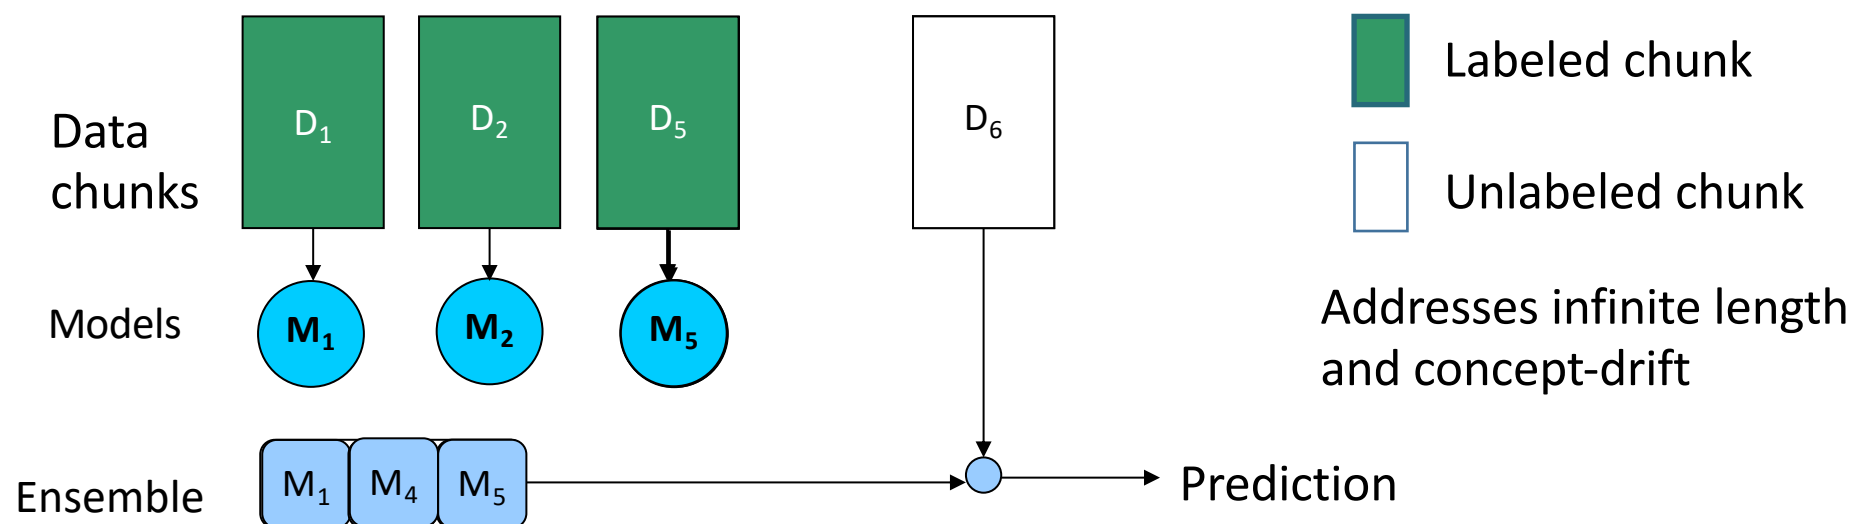 Data
chunks
D1
D2
D5
D6
Labeled chunk
Unlabeled chunk
Models
M1
M2
M5
Addresses infinite length
and concept-drift
Ensemble
M1
M4
M5
Prediction